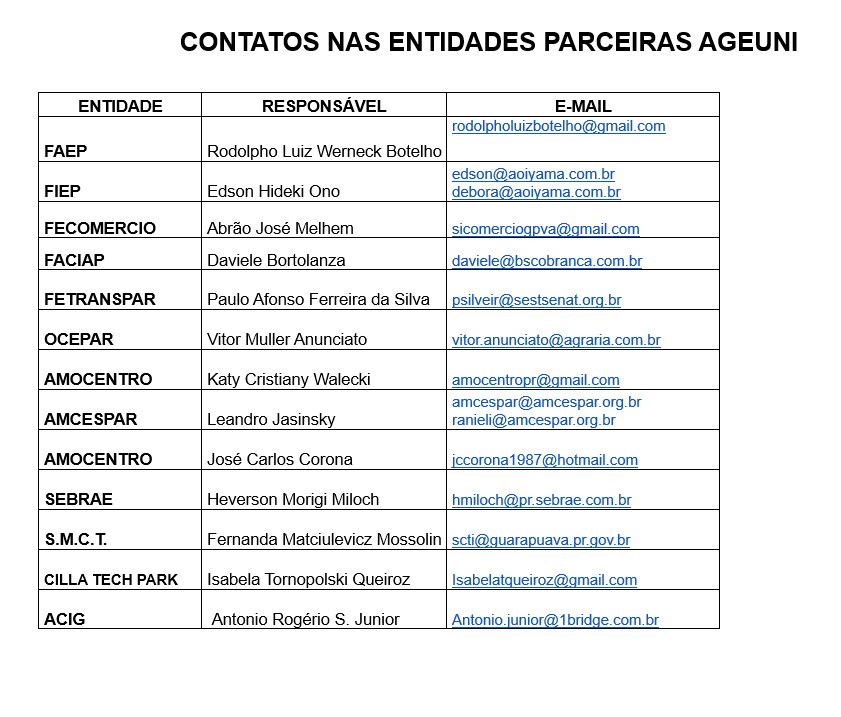 CONTATOS NAS ENTIDADES PARCEIRAS AGEUNI
ENTIDADE RESPONSÁVEL E-MAIL
FAEP Rodolpho Luiz Werneck Botelho rodolpholuizbotelho@gmail.com
FIEP Edson Hideki Ono edson@aoiyama.com.br
debora@aoiyama.com.br
FECOMERCIO Abrão José Melhem sicomerciogpva@gmail.com
FACIAP Daviele Bortolanza daviele@bscobranca.com.br
FETRANSPAR Paulo Afonso Ferreira da Silva psilveir@sestsenat.org.br
OCEPAR Vitor Muller Anunciato vitor.anunciato@agraria.com.br
AMOCENTRO Katy Cristiany Walecki amocentropr@gmail.com
AMCESPAR Leandro Jasinsky amcespar@amcespar.org.br
ranieli@amcespar.org.br
AMOCENTRO José Carlos Corona jccorona1987@hotmail.com
SEBRAE Heverson Morigi Miloch hmiloch@pr.sebrae.com.br
S.M.C.T. Fernanda Matciulevicz Mossolin scti@guarapuava.pr.gov.br
CILLA TECH PARK Isabela Tornopolski Queiroz Isabelatqueiroz@gmail.com
ACIG Antonio Rogério S. Junior Antonio.junior@1bridge.com.br